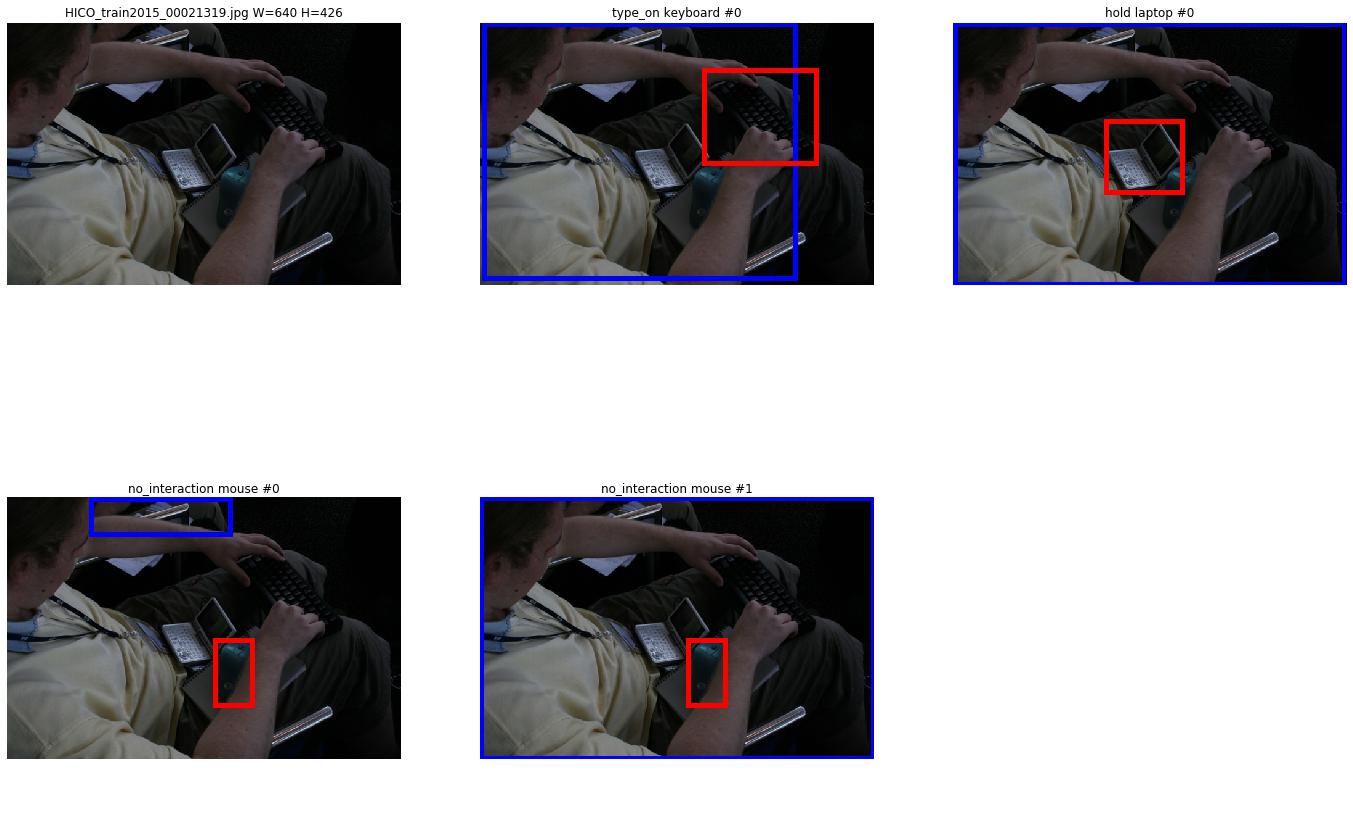 HICO_train2015_00021319.jpg W=640 H=426
type_on keyboard #0
hold laptop #0
no_interaction mouse #0
no_interaction mouse #1